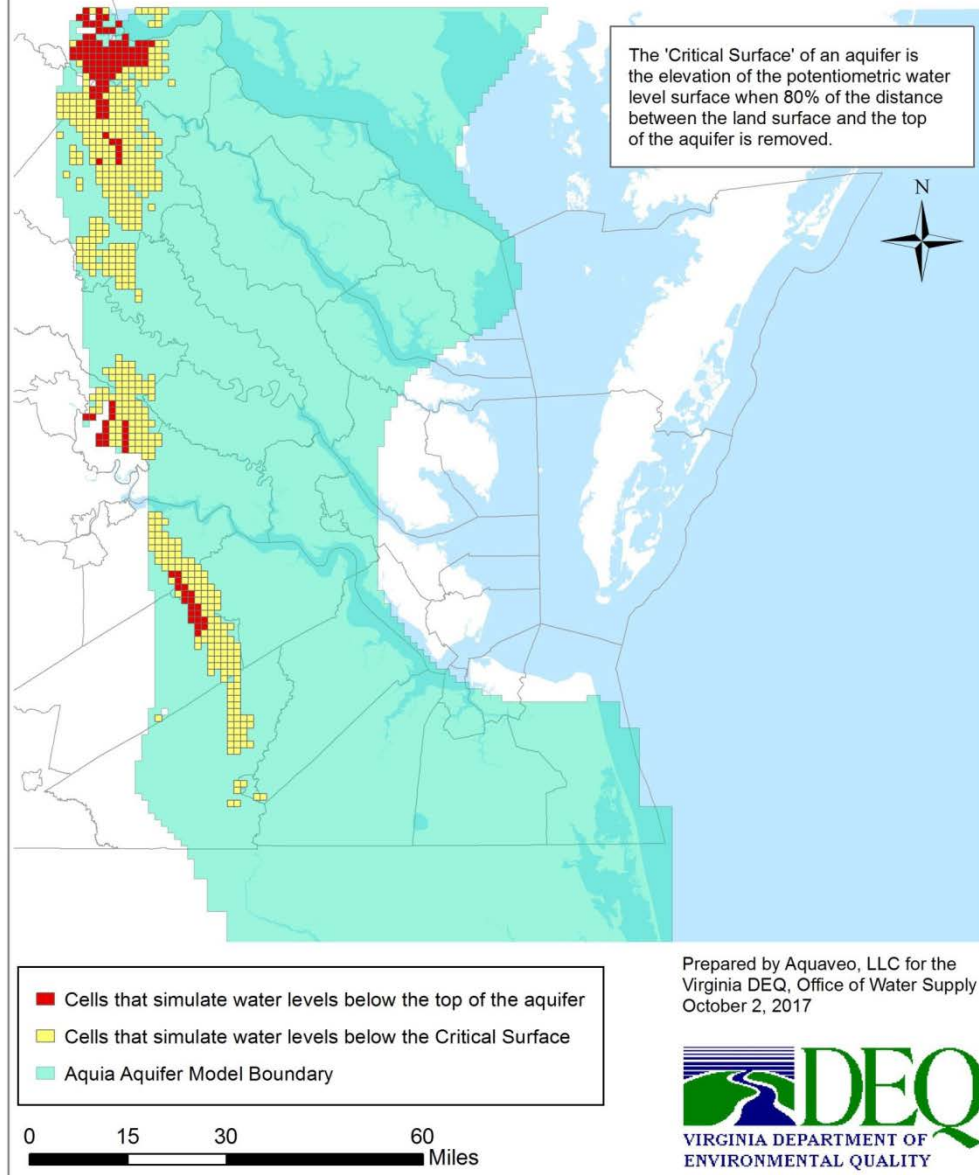 The 'Critical Surface' of an aquifer is
the elevation of the potentiometric water
level surface when 80% of the distance
between the land surface and the top
of the aquifer is removed.
N
Cells that simulate water levels below the top of the aquifer
Cells that simulate water levels below the Critical Surface
Aquia Aquifer Model Boundary
0 15 30 60
Miles
Prepared by Aquaveo, LLC for the
Virginia DEQ, Office of Water Supply
October 2, 2017
DEQ
VIRGINIA DEPARTMENT OF
ENVIRONMENTAL QUALITY